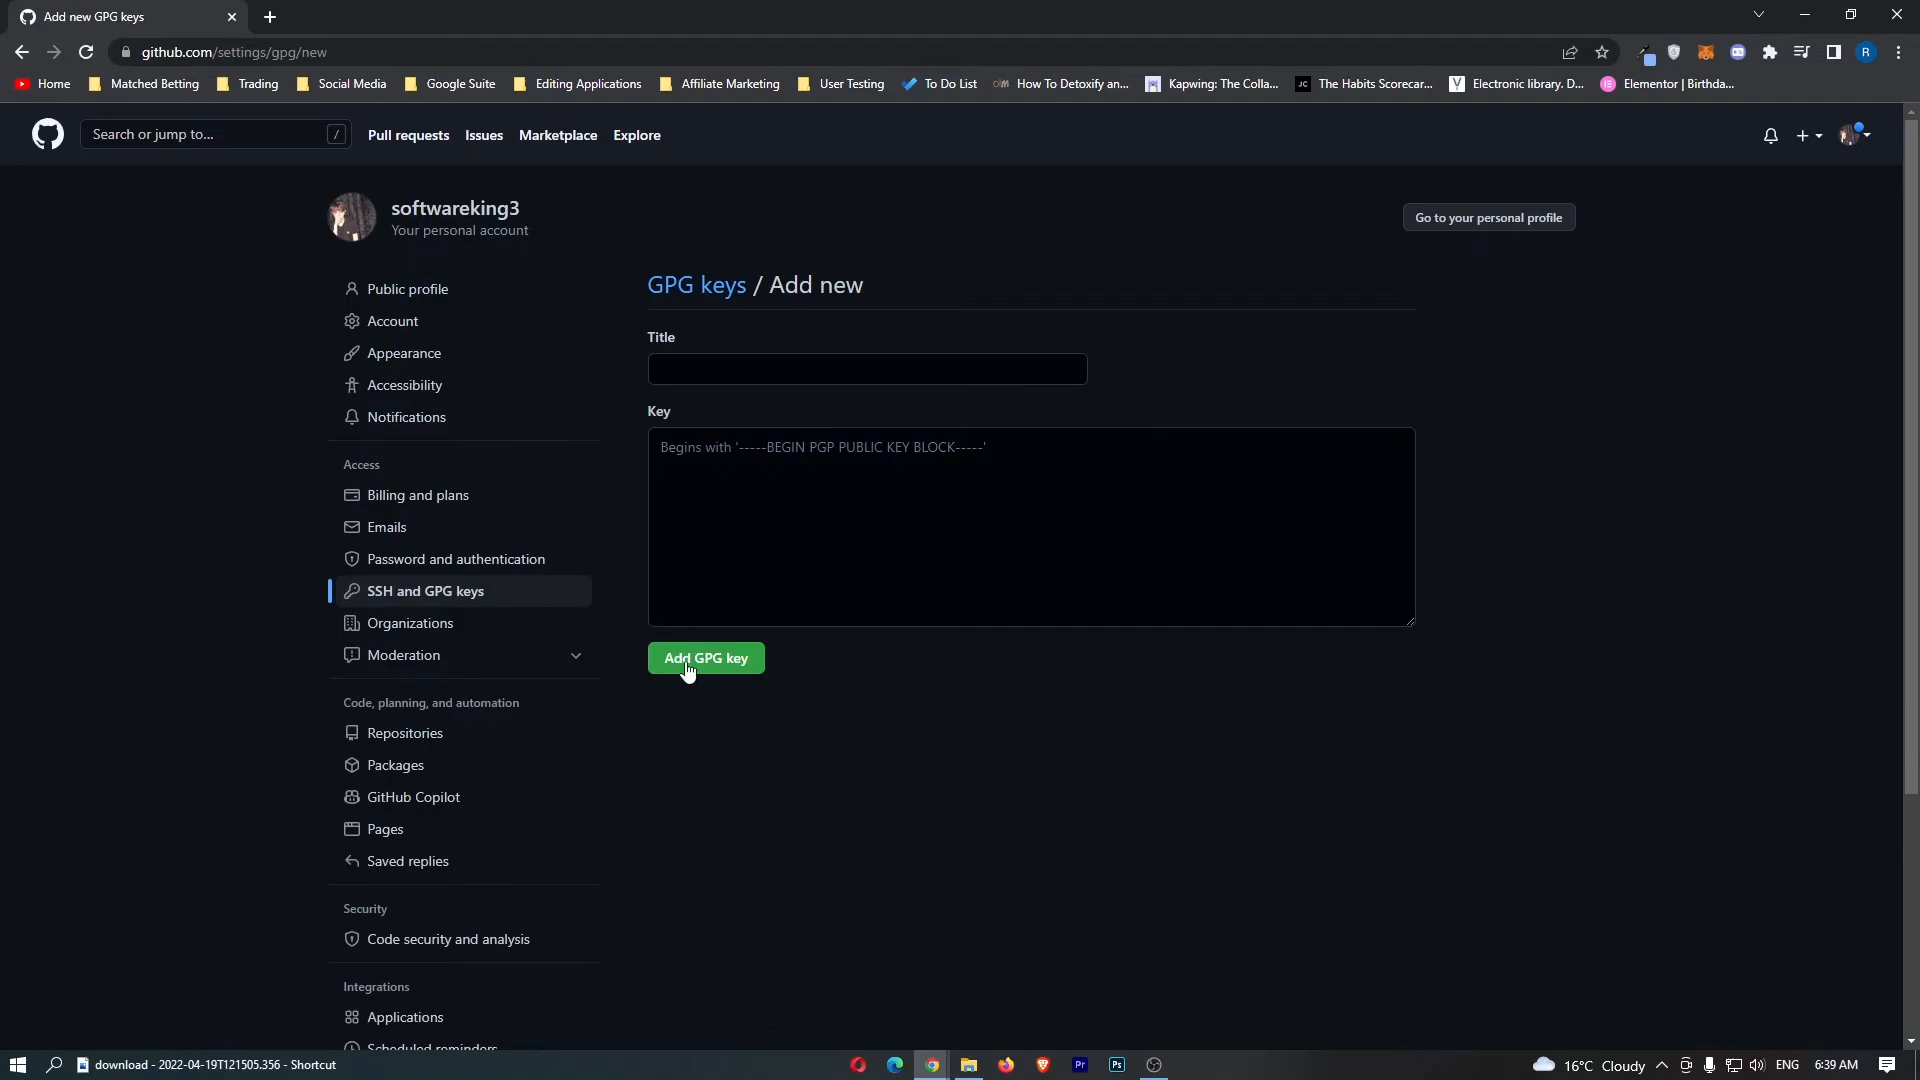 Add new GPG keys
github.com/settings/gpg/new
R
Home
Matched Betting
Trading
Social Media
Google Suite
Editing Applications
Affiliate Marketing
User Testing
To Do List
How To Detoxify an...
Kapwing: The Colla...
JC
The Habits Scorecar...
Electronic library. D...
Elementor | Birthda...
Search or jump to...
/
Pull requests
Issues
Marketplace
Explore
softwareking3
Your personal account
Go to your personal profile
Public profile
Account
Appearance
Accessibility
Notifications
Access
Billing and plans
Emails
Password and authentication
SSH and GPG keys
Organizations
Moderation
Code, planning, and automation
Repositories
Packages
GitHub Copilot
Pages
Saved replies
Security
Code security and analysis
Integrations
Applications
Scheduled reminders
GPG keys / Add new
Title
Key
Begins with '-----BEGIN PGP PUBLIC KEY BLOCK-----'
Add GPG key
download - 2022-04-19T121505.356 - Shortcut
Pr
Ps
16°C Cloudy
ENG
6:39 AM